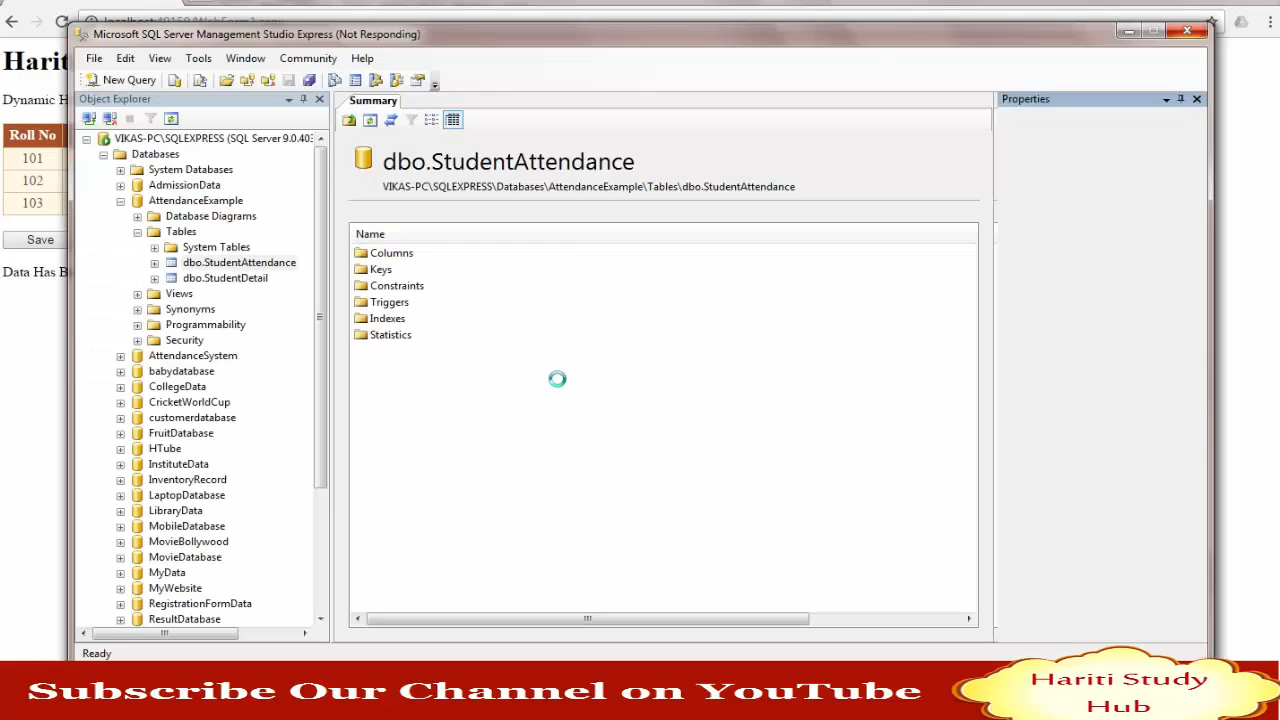 Microsoft SQL Server Management Studio Express (Not Responding)
Harit
File Edit View Tools Window Community Help
New Query
Dynamic H
Object Explorer
Summary
Properties
Roll No
101
102
103
Save
Data Has B
VIKAS-PC\SQLEXPRESS (SQL Server 9.0.403
Databases
System Databases
AdmissionData
AttendanceExample
Database Diagrams
Tables
System Tables
dbo.StudentAttendance
dbo.StudentDetail
Views
Synonyms
Programmability
Security
AttendanceSystem
babydatabase
CollegeData
CricketWorldCup
customerdatabase
FruitDatabase
HTube
InstituteData
InventoryRecord
LaptopDatabase
LibraryData
MobileDatabase
MovieBollywood
MovieDatabase
MyData
MyWebsite
RegistrationFormData
ResultDatabase
dbo.StudentAttendance
VIKAS-PC\SQLEXPRESS\Databases\AttendanceExample\Tables\dbo.StudentAttendance
Name
Columns
Keys
Constraints
Triggers
Indexes
Statistics
Ready
Subscribe Our Channel on YouTube
Hariti Study
Hub